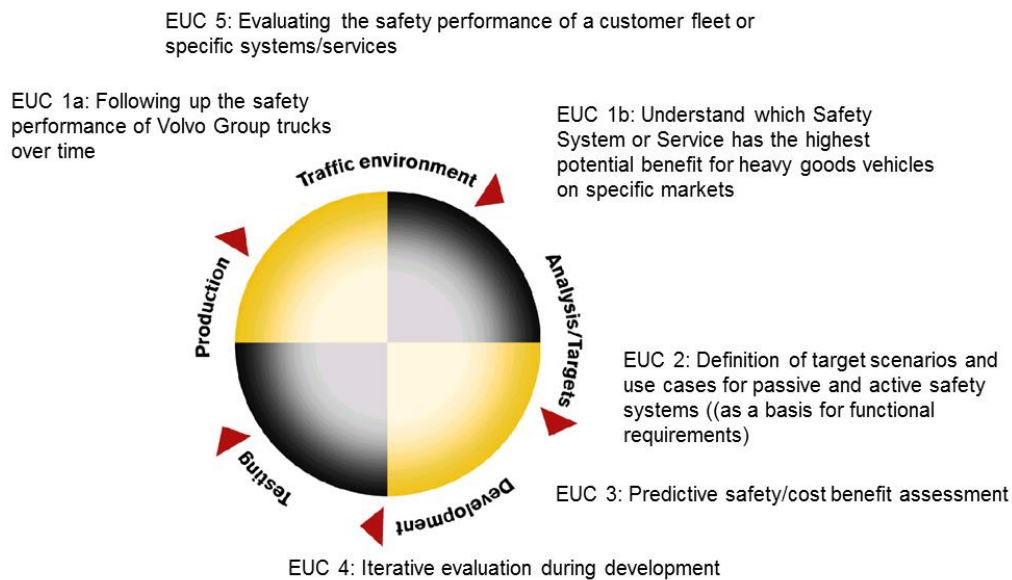 EUC 5: Evaluating the safety performance of a customer fleet or
specific systems/services
EUC 1a: Following up the safety
performance of Volvo Group trucks
over time
EUC 1b: Understand which Safety
System or Service has the highest
potential benefit for heavy goods vehicles
on specific markets
Traffic environment
Production
Analysis/Targets
EUC 2: Definition of target scenarios and
use cases for passive and active safety
systems ((as a basis for functional
requirements)
Testing
Development
EUC 3: Predictive safety/cost benefit assessment
EUC 4: Iterative evaluation during development